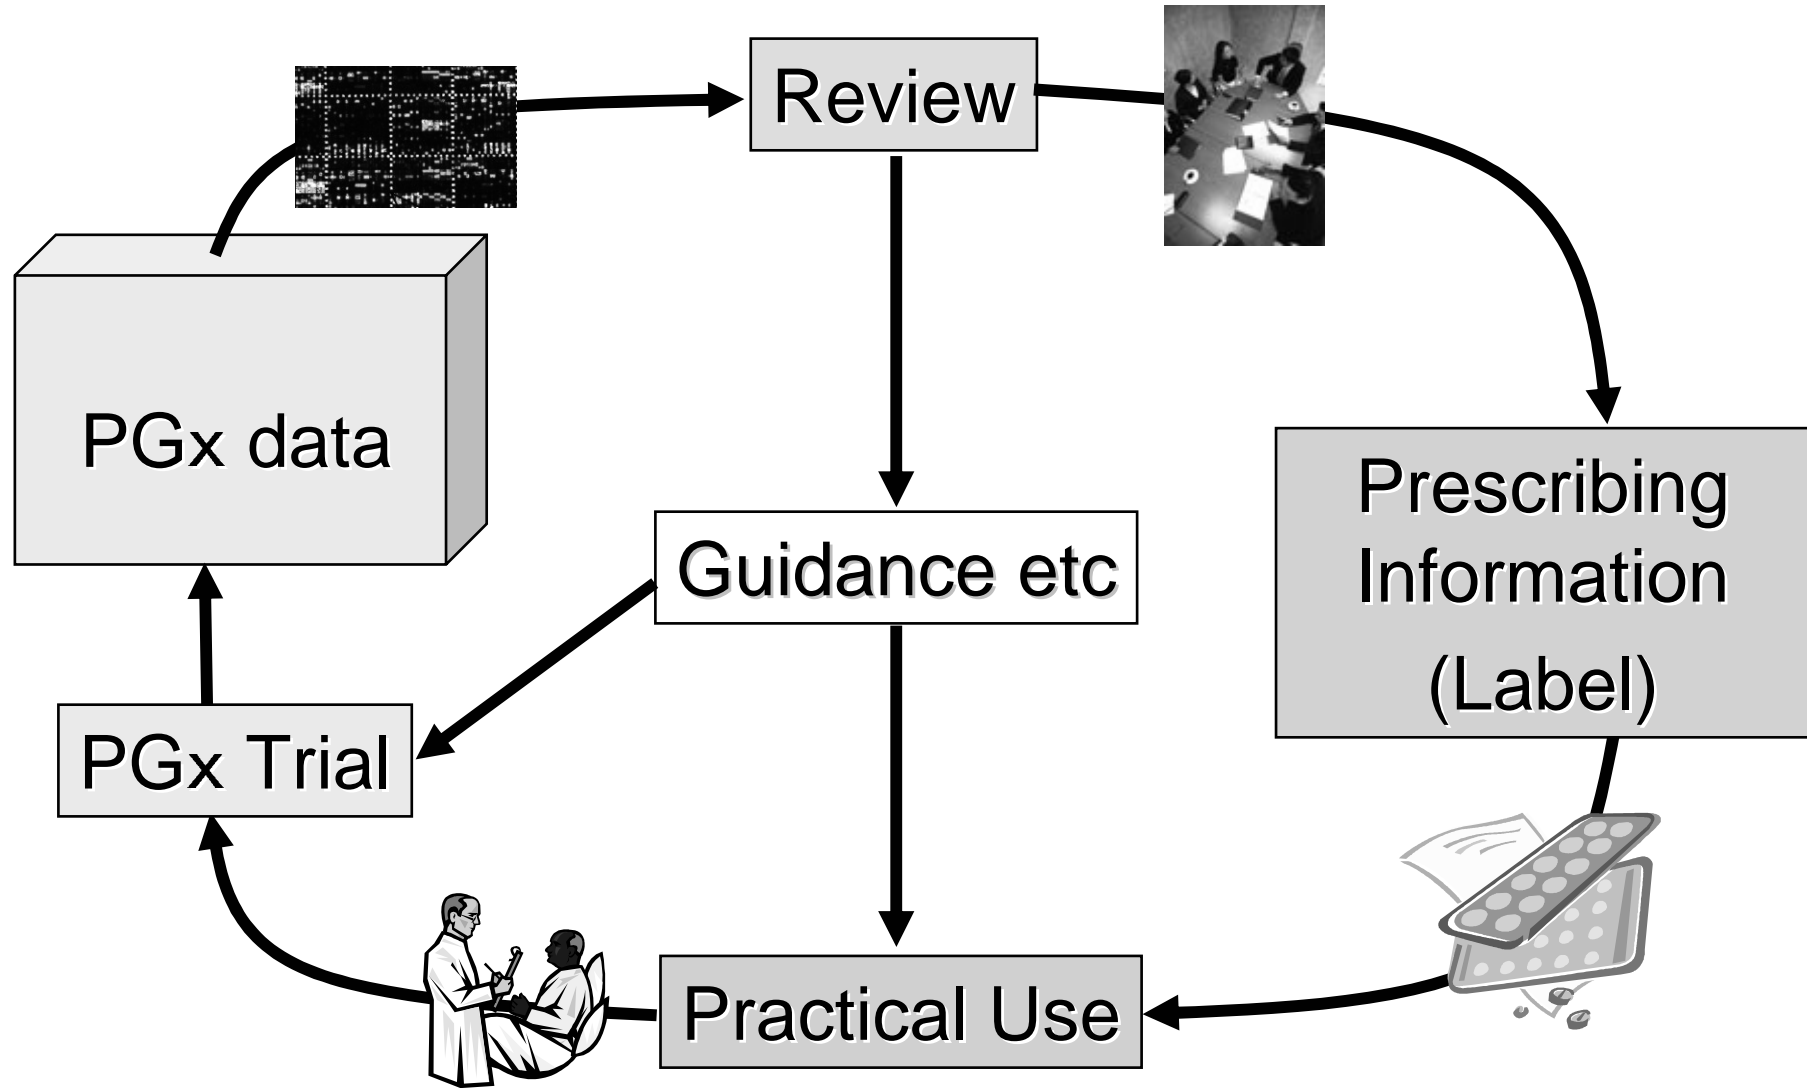 Review
PGx data
Prescribing
Information
(Label)
Guidance etc
PGx Trial
Practical Use